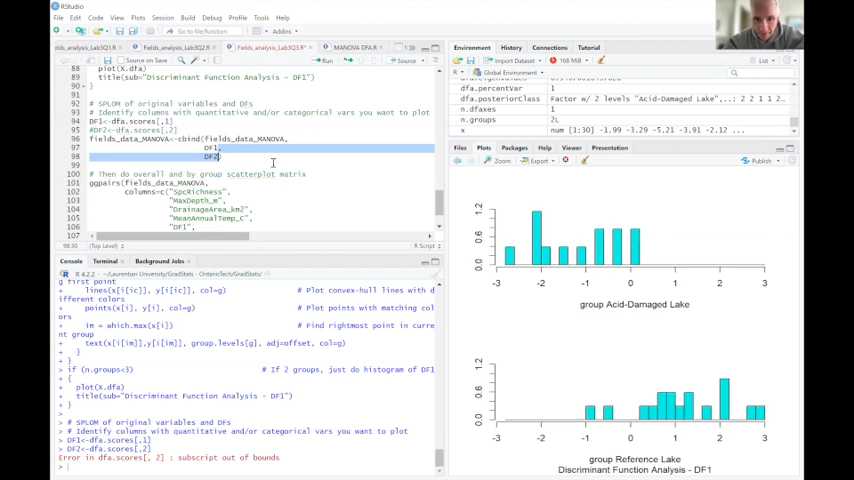 RStudio
File Edit Code View Plots Session Build Debug Profile Tools Help
Go to file/function
Addins
ields_analysis_Lab3Q1.R
Fields_analysis_Lab3Q2.R
Fields_analysis_Lab3Q3.R*
MANOVA DFA.R
Source on Save
Run
Source
88 plot(X.dfa)
89 title(sub="Discriminant Function Analysis - DF1")
90 }
91
92 # SPLOM of original variables and DFs
93 # Identify columns with quantitative and/or categorical vars you want to plot
94 DF1<-dfa.scores[,1]
95 #DF2<-dfa.scores[,2]
96 fields_data_MANOVA<-cbind(fields_data_MANOVA,
97 DF1,
98 DF2)
99
100 # Then do overall and by group scatterplot matrix
101 ggpairs(fields_data_MANOVA,
102 columns=c("SpcRichness",
103 "MaxDepth_m",
104 "DrainageArea_km2",
105 "MeanAnnualTemp_C",
106 "DF1",
107
98:30 (Top Level) R Script
Console Terminal Background Jobs
R 4.2.2 · ~/Laurentian University/GradStats/OntarioTech/GradStats/
g first point
+ lines(x[i[ic]], y[i[ic]], col=g) # Plot convex-hull lines with d
ifferent colors
+ points(x[i], y[i], col=g) # Plot points with matching col
ors
+ im = which.max(x[i]) # Find rightmost point in curre
nt group
+ text(x[i[im]],y[i[im]], group.levels[g], adj=offset, col=g)
+ }
+ }
> if (n.groups<3) # If 2 groups, just do histogram of DF1
+ {
+ plot(X.dfa)
+ title(sub="Discriminant Function Analysis - DF1")
+ }
>
> # SPLOM of original variables and DFs
> # Identify columns with quantitative and/or categorical vars you want to plot
> DF1<-dfa.scores[,1]
> DF2<-dfa.scores[,2]
Error in dfa.scores[, 2] : subscript out of bounds
>
Environment History Connections Tutorial
Import Dataset 168 MiB List
R Global Environment
dfa.percentVar 1
dfa.posteriorClass Factor w/ 2 levels "Acid-Damaged Lake",..: 2 2 1 1 2
n.dfaxes 1
n.groups 2L
x num [1:30] -1.99 -3.29 -5.21 -3.91 -2.97 ...
Files Plots Packages Help Viewer Presentation
Zoom Export Publish
0.0 0.6 1.2
-3 -2 -1 0 1 2 3
group Acid-Damaged Lake
0.0 0.6 1.2
-3 -2 -1 0 1 2 3
group Reference Lake
Discriminant Function Analysis - DF1